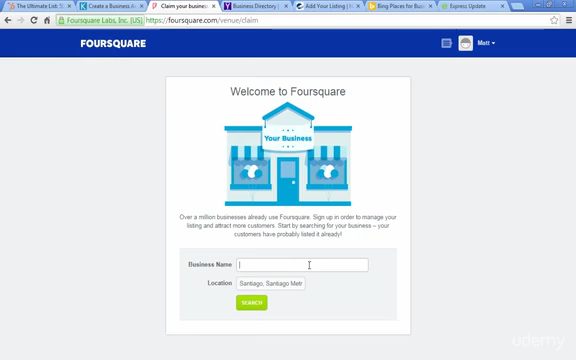 The Ultimate List: 5
Create a Business A
Claim your business
Business Directory
Add Your Listing |
Bing Places for Bus
Express Update
Foursquare Labs, Inc. [US]
https://foursquare.com/venue/claim
FOURSQUARE
Matt
Welcome to Foursquare
Your Business
Over a million businesses already use Foursquare. Sign up in order to manage your
listing and attract more customers. Start by searching for your business – your
customers have probably listed it already!
Business Name
Location
Santiago, Santiago Metr
SEARCH
udemy